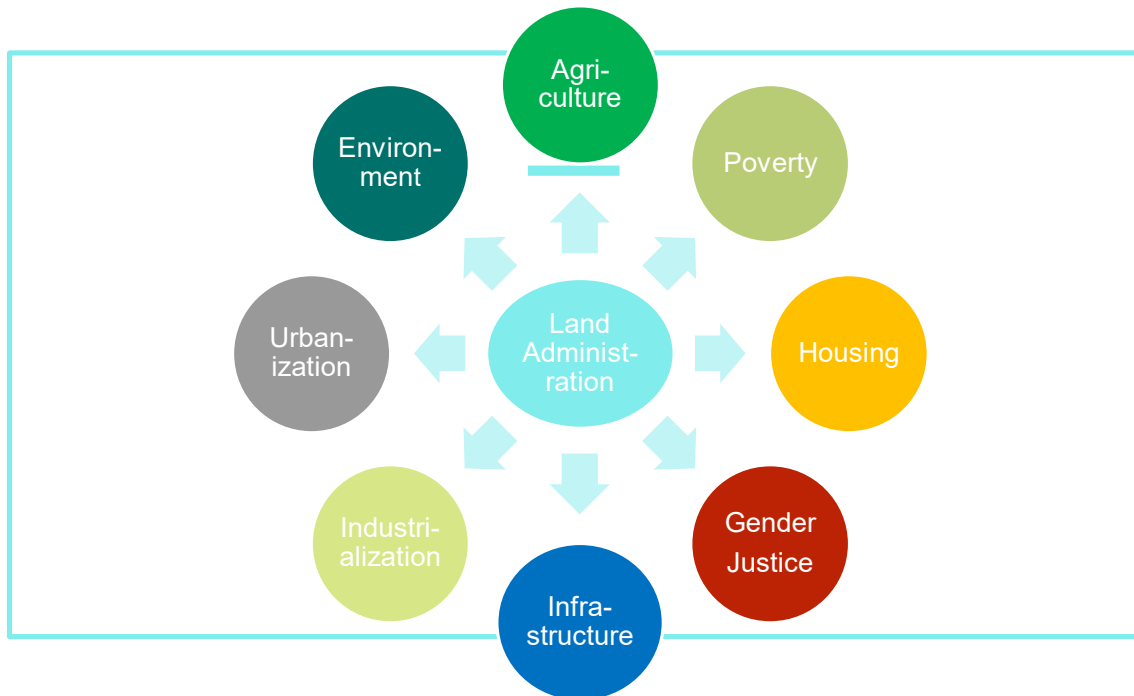 Agri-
culture
Environ-
ment
Poverty
Urban-
ization
Land
Administ-
ration
Housing
Industri-
alization
Gender
Justice
Infra-
structure